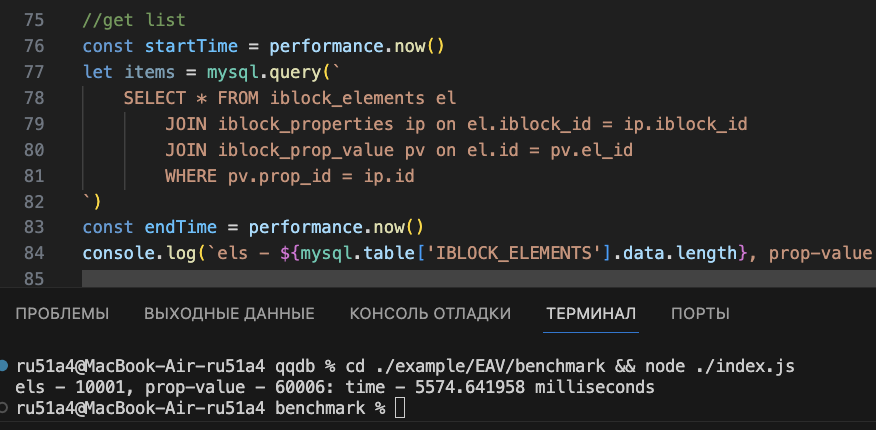 75 //get list
76 const startTime = performance.now()
77 let items = mysql.query(`
78 SELECT * FROM iblock_elements el
79 JOIN iblock_properties ip on el.iblock_id = ip.iblock_id
80 JOIN iblock_prop_value pv on el.id = pv.el_id
81 WHERE pv.prop_id = ip.id
82 `)
83 const endTime = performance.now()
84 console.log(`els - ${mysql.table['IBLOCK_ELEMENTS'].data.length}, prop-value
85
ПРОБЛЕМЫ ВЫХОДНЫЕ ДАННЫЕ КОНСОЛЬ ОТЛАДКИ ТЕРМИНАЛ ПОРТЫ
ru51a4@MacBook-Air-ru51a4 qqdb % cd ./example/EAV/benchmark && node ./index.js
els - 10001, prop-value - 60006: time - 5574.641958 milliseconds
ru51a4@MacBook-Air-ru51a4 benchmark %